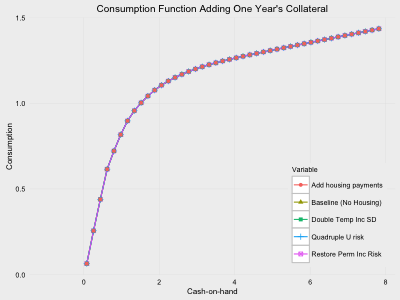 Consumption Function Adding One Year's Collateral
1.5
1.0
0.5
0.0
Consumption
0
2
4
6
8
Cash-on-hand
Variable
Add housing payments
Baseline (No Housing)
Double Temp Inc SD
Quadruple U risk
Restore Perm Inc Risk